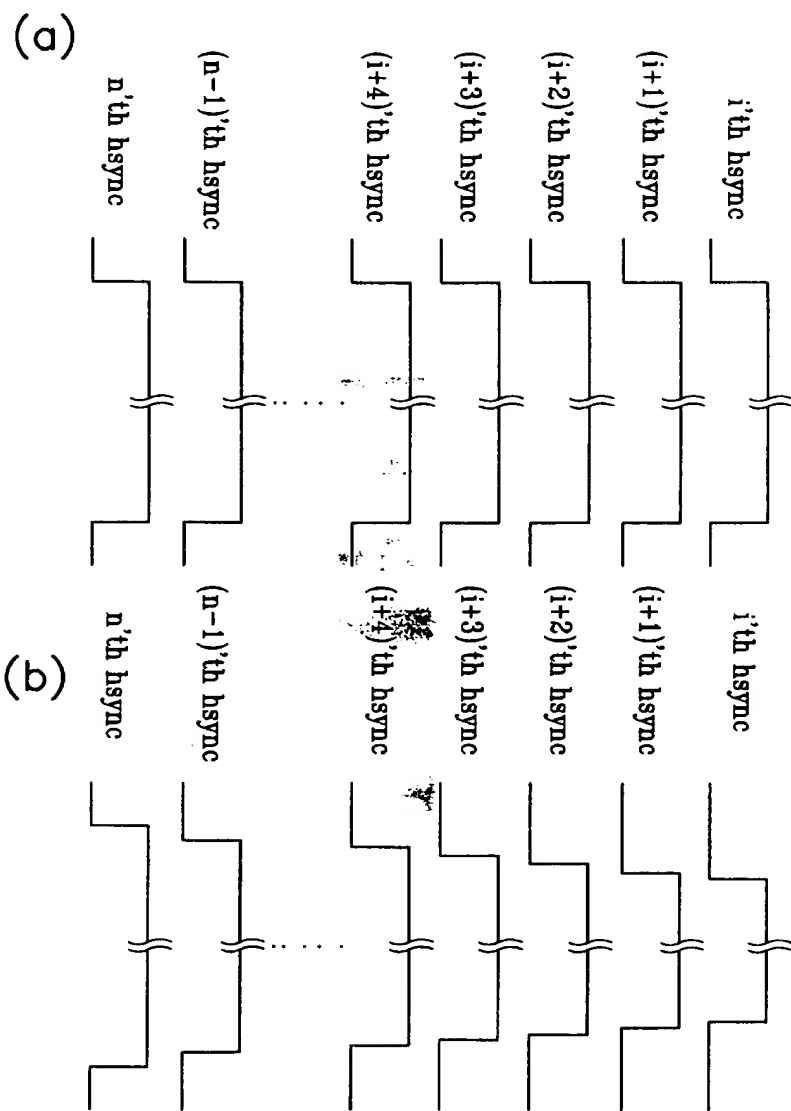 (a)
i'th hsync
(i+1)'th hsync
(i+2)'th hsync
(i+3)'th hsync
(i+4)'th hsync
(n-1)'th hsync
n'th hsync
(b)
i'th hsync
(i+1)'th hsync
(i+2)'th hsync
(i+3)'th hsync
(i+4)'th hsync
(n-1)'th hsync
n'th hsync